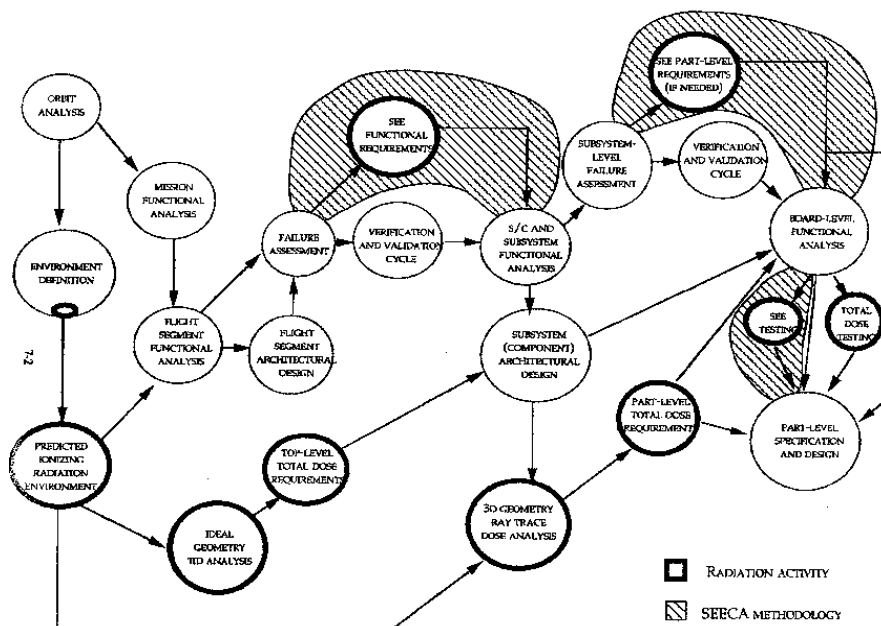 ORBIT
ANALYSIS
MISSION
FUNCTIONAL
ANALYSIS
ENVIRONMENT
DEFINITION
7-2
FLIGHT
SEGMENT
FUNCTIONAL
ANALYSIS
FLIGHT
SEGMENT
ARCHITECTURAL
DESIGN
FAILURE
ASSESSMENT
SEE
FUNCTIONAL
REQUIREMENTS
VERIFICATION
AND VALIDATION
CYCLE
S/C AND
SUBSYSTEM
FUNCTIONAL
ANALYSIS
SUBSYSTEM-
LEVEL
FAILURE
ASSESSMENT
SEE PART-LEVEL
REQUIREMENTS
(IF NEEDED)
VERIFICATION
AND VALIDATION
CYCLE
BOARD-LEVEL
FUNCTIONAL
ANALYSIS
SEE
TESTING
TOTAL
DOSE
TESTING
SUBSYSTEM
(COMPONENT)
ARCHITECTURAL
DESIGN
PART-LEVEL
TOTAL DOSE
REQUIREMENT
PART-LEVEL
SPECIFICATION
AND DESIGN
PREDICTED
IONIZING
RADIATION
ENVIRONMENT
TOP-LEVEL
TOTAL DOSE
REQUIREMENTS
IDEAL
GEOMETRY
TID ANALYSIS
3D GEOMETRY
RAY TRACE
DOSE ANALYSIS
RADIATION ACTIVITY
SEECA METHODOLOGY